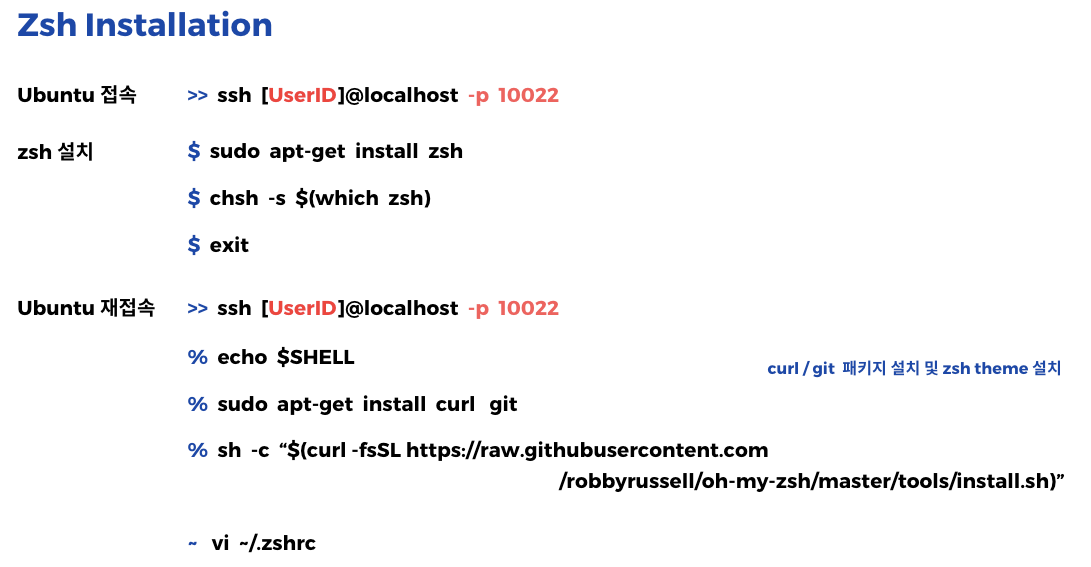 Zsh Installation
Ubuntu 접속 >> ssh [UserID]@localhost -p 10022
zsh 설치 $ sudo apt-get install zsh
$ chsh -s $(which zsh)
$ exit
Ubuntu 재접속 >> ssh [UserID]@localhost -p 10022
% echo $SHELL
curl / git 패키지 설치 및 zsh theme 설치
% sudo apt-get install curl git
% sh -c “$(curl -fsSL https://raw.githubusercontent.com
/robbyrussell/oh-my-zsh/master/tools/install.sh)”
~ vi ~/.zshrc